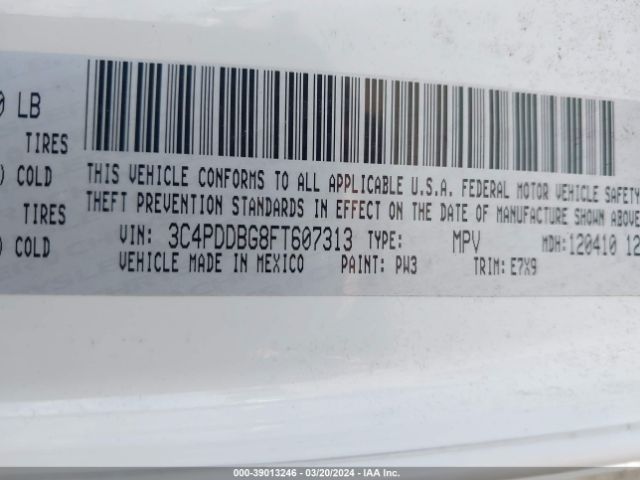 0 LB
TIRES
) COLD
TIRES
) COLD
THIS VEHICLE CONFORMS TO ALL APPLICABLE U.S.A. FEDERAL MOTOR VEHICLE SAFETY
THEFT PREVENTION STANDARDS IN EFFECT ON THE DATE OF MANUFACTURE SHOWN ABOVE
VIN: 3C4PDDBG8FT607313 TYPE: MPV MDH:120410 12
VEHICLE MADE IN MEXICO PAINT: PW3 TRIM: E7X9
000-39013246 - 03/20/2024 - IAA Inc.